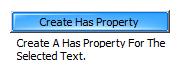 Create Has Property
Create A Has Property For The
Selected Text.